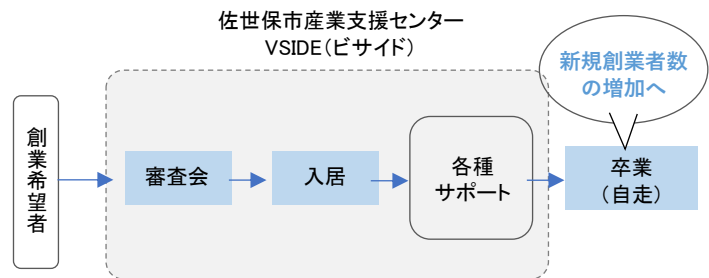 佐世保市産業支援センター
VSIDE(ビサイド)
新規創業者数
の増加へ
創業希望者
審査会
入居
各種
サポート
卒業
(自走)